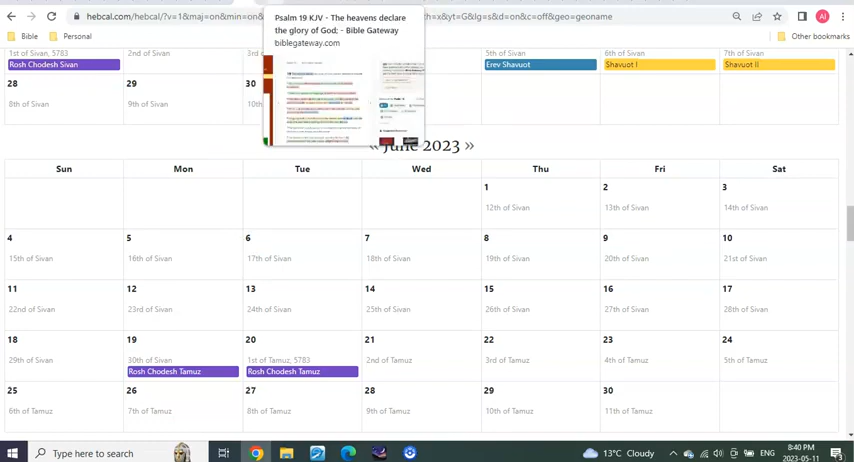 Psalm 19 KJV - The heavens declare
the glory of God; - Bible Gateway
biblegateway.com
hebcal.com/hebcal/?v=1&maj=on&min=on&
th=x&yt=G&lg=s&d=on&c=off&geo=geoname
AI
Bible
Personal
Other bookmarks
1st of Sivan, 5783
2nd of Sivan
5th of Sivan
6th of Sivan
7th of Sivan
Rosh Chodesh Sivan
Erev Shavuot
Shavuot I
Shavuot II
28
29
30
8th of Sivan
9th of Sivan
« June 2023 »
Sun Mon Tue Wed Thu Fri Sat
1 2 3
12th of Sivan 13th of Sivan 14th of Sivan
4 5 6 7 8 9 10
15th of Sivan 16th of Sivan 17th of Sivan 18th of Sivan 19th of Sivan 20th of Sivan 21st of Sivan
11 12 13 14 15 16 17
22nd of Sivan 23rd of Sivan 24th of Sivan 25th of Sivan 26th of Sivan 27th of Sivan 28th of Sivan
18 19 20 21 22 23 24
29th of Sivan 30th of Sivan 1st of Tamuz, 5783 2nd of Tamuz 3rd of Tamuz 4th of Tamuz 5th of Tamuz
Rosh Chodesh Tamuz Rosh Chodesh Tamuz
25 26 27 28 29 30
6th of Tamuz 7th of Tamuz 8th of Tamuz 9th of Tamuz 10th of Tamuz 11th of Tamuz
Type here to search
13°C Cloudy
ENG
8:40 PM
2023-05-11
3